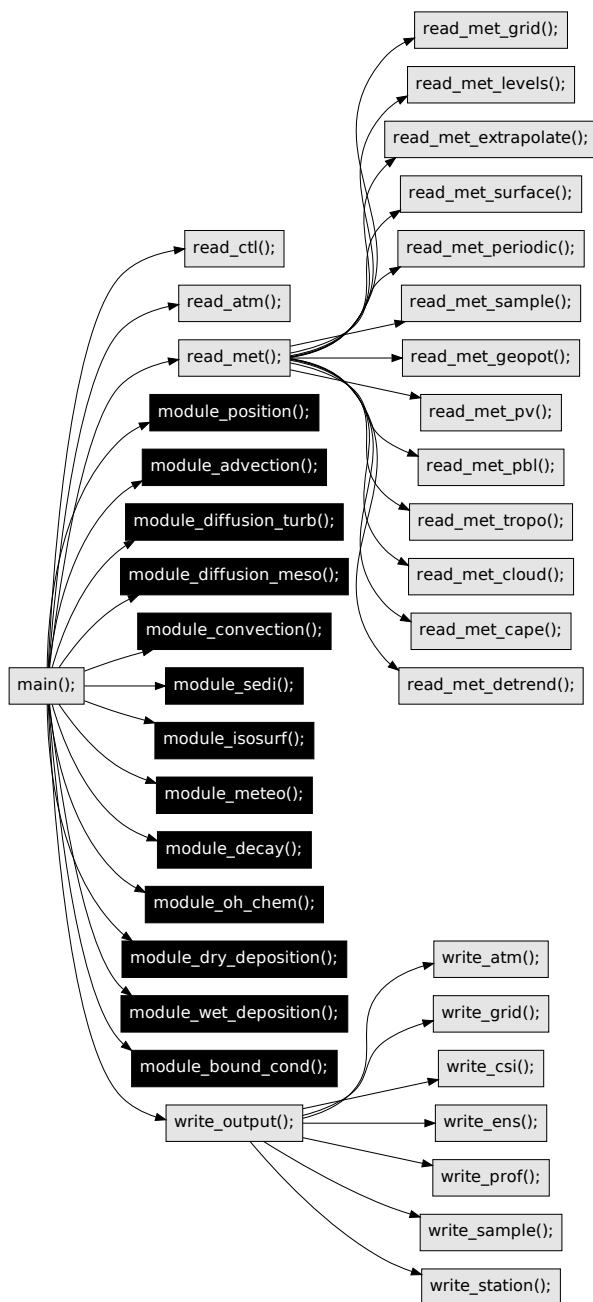 read_met_grid();
read_met_levels();
read_met_extrapolate();
read_met_surface();
read_ctl();
read_met_periodic();
read_atm();
read_met_sample();
read_met();
read_met_geopot();
module_position();
read_met_pv();
module_advection();
read_met_pbl();
module_diffusion_turb();
read_met_tropo();
module_diffusion_meso();
read_met_cloud();
module_convection();
read_met_cape();
main();
module_sedi();
read_met_detrend();
module_isosurf();
module_meteo();
module_decay();
module_oh_chem();
module_dry_deposition();
write_atm();
module_wet_deposition();
write_grid();
module_bound_cond();
write_csi();
write_output();
write_ens();
write_prof();
write_sample();
write_station();